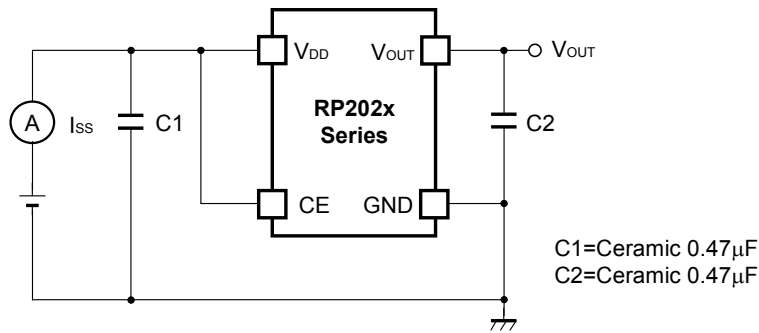 VDD
VOUT
VOUT
RP202x
Series
A
ISS
C1
C2
CE
GND
C1=Ceramic 0.47μF
C2=Ceramic 0.47μF